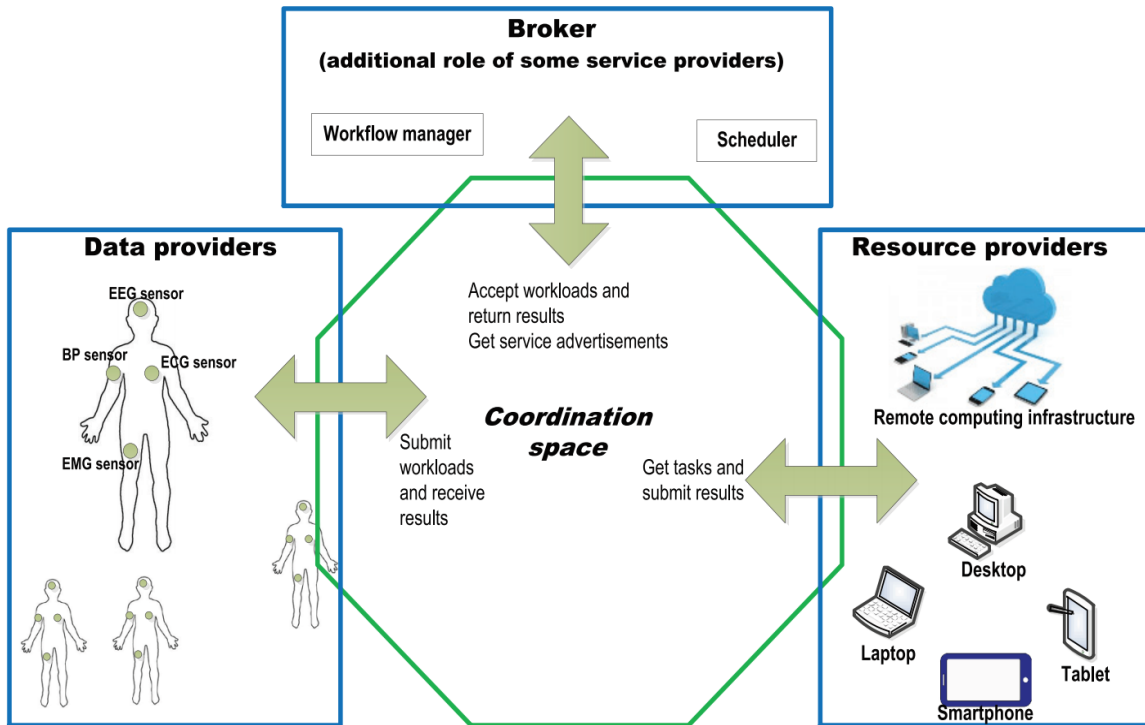 Broker
(additional role of some service providers)
Workflow manager
Scheduler
Data providers
EEG sensor
BP sensor
ECG sensor
EMG sensor
Accept workloads and
return results
Get service advertisements
Coordination
space
Submit
workloads
and receive
results
Get tasks and
submit results
Resource providers
Remote computing infrastructure
Desktop
Laptop
Tablet
Smartphone